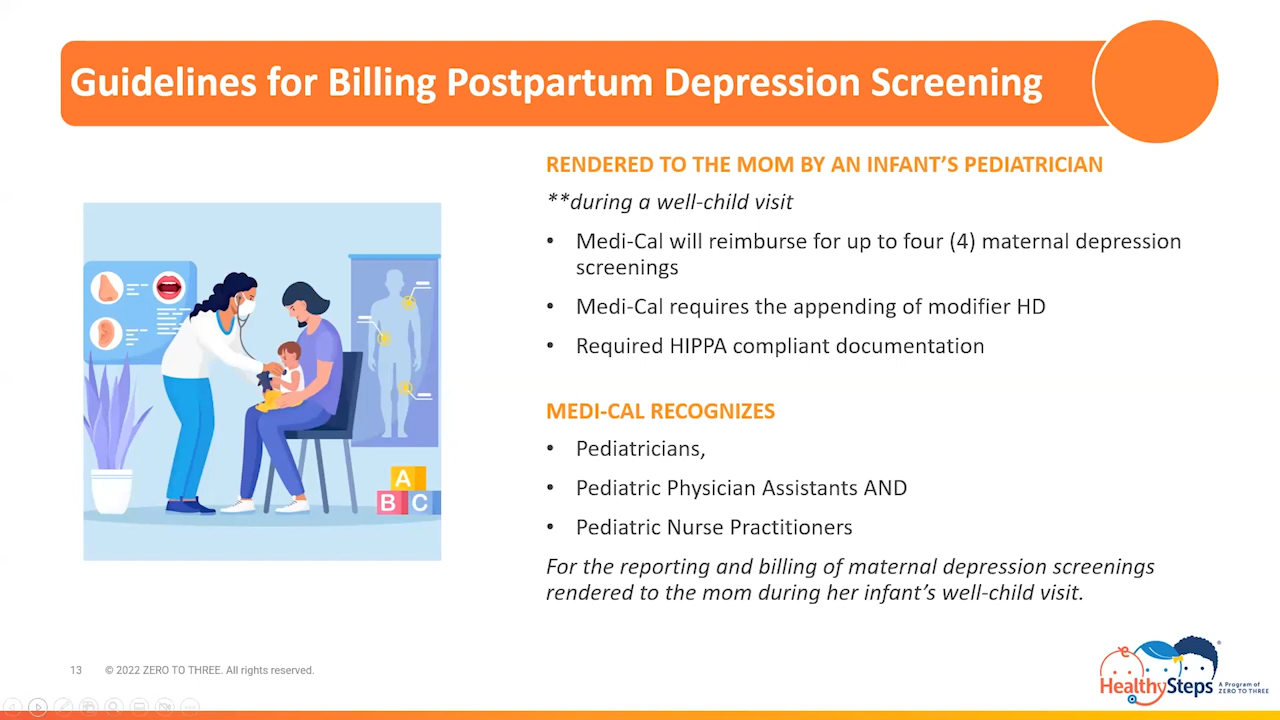 Guidelines for Billing Postpartum Depression Screening
RENDERED TO THE MOM BY AN INFANT'S PEDIATRICIAN
**during a well-child visit
• Medi-Cal will reimburse for up to four (4) maternal depression
screenings
• Medi-Cal requires the appending of modifier HD
• Required HIPPA compliant documentation
MEDI-CAL RECOGNIZES
• Pediatricians,
• Pediatric Physician Assistants AND
• Pediatric Nurse Practitioners
For the reporting and billing of maternal depression screenings
rendered to the mom during her infant's well-child visit.
A
B C
13 © 2022 ZERO TO THREE. All rights reserved.
HealthySteps
A Program of
ZERO TO THREE